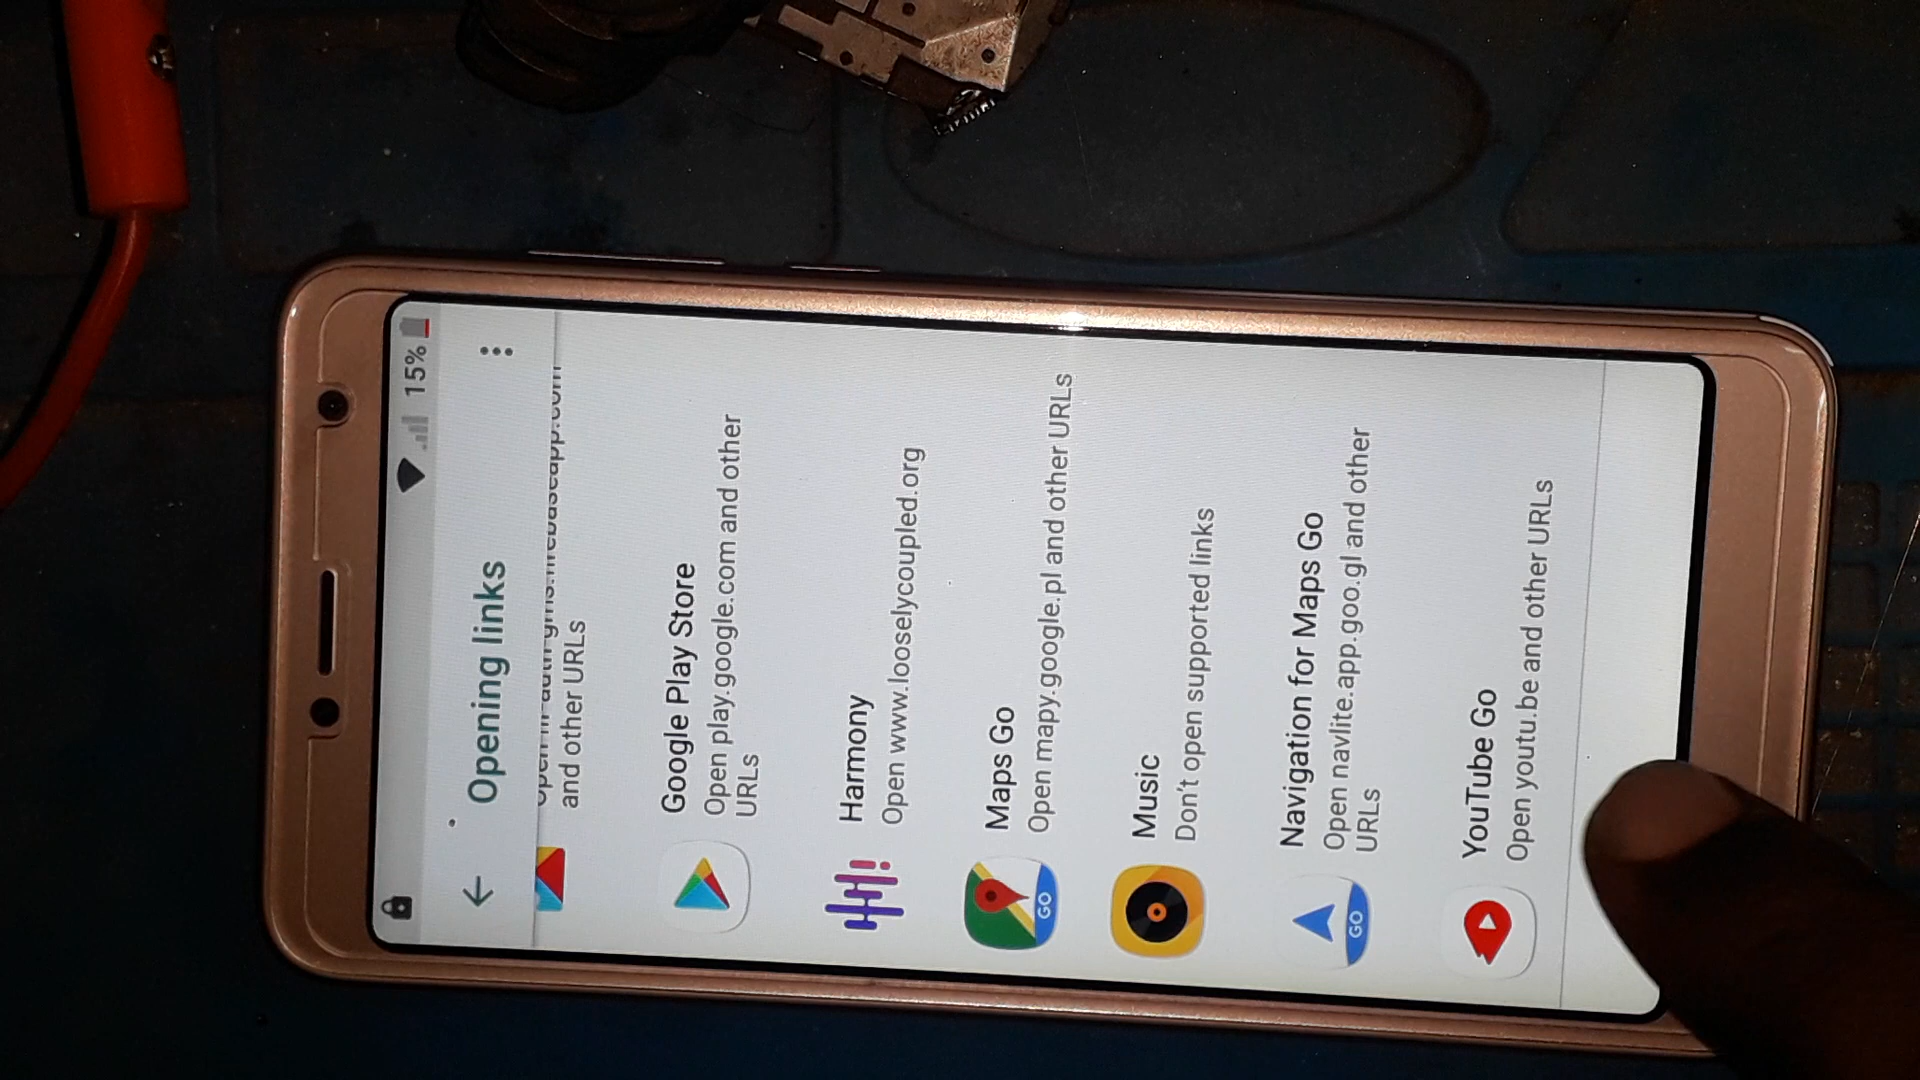 15%
Opening links
and other URLs
Google Play Store
Open play.google.com and other
URLs
Harmony
Open www.looselycoupled.org
Maps Go
Open mapy.google.pl and other URLs
GO
Music
Don't open supported links
Navigation for Maps Go
Open navlite.app.goo.gl and other
URLs
GO
YouTube Go
Open youtu.be and other URLs